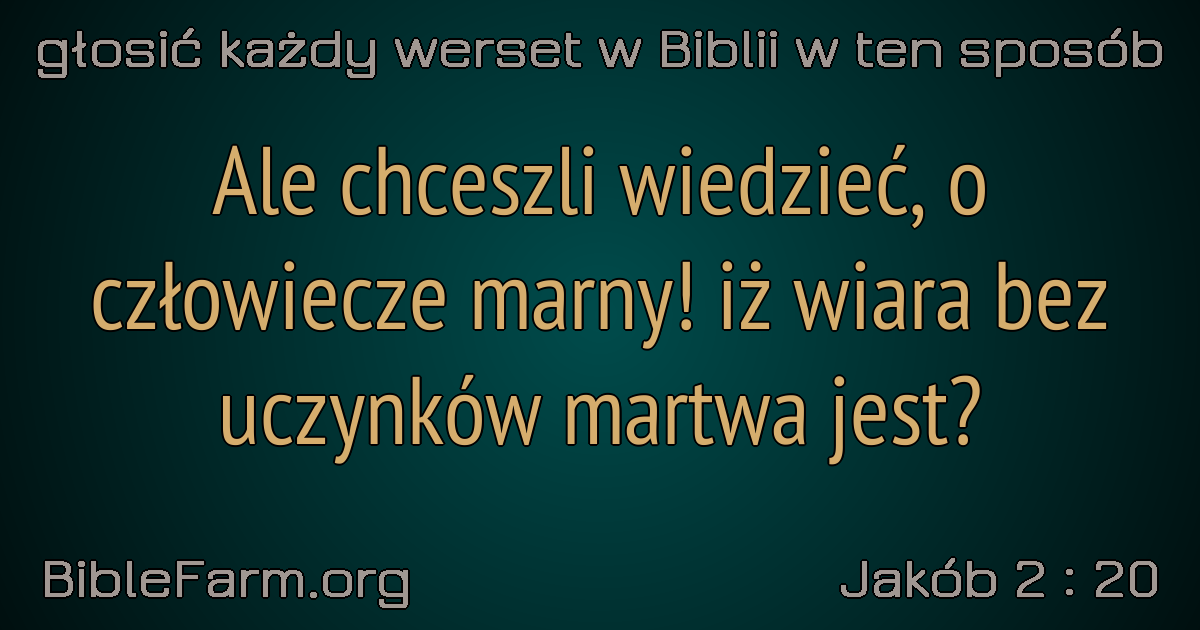 głosić każdy werset w Biblii w ten sposób
Ale chceszli wiedzieć, o
człowiecze marny! iż wiara bez
uczynków martwa jest?
BibleFarm.org
Jakób 2 : 20